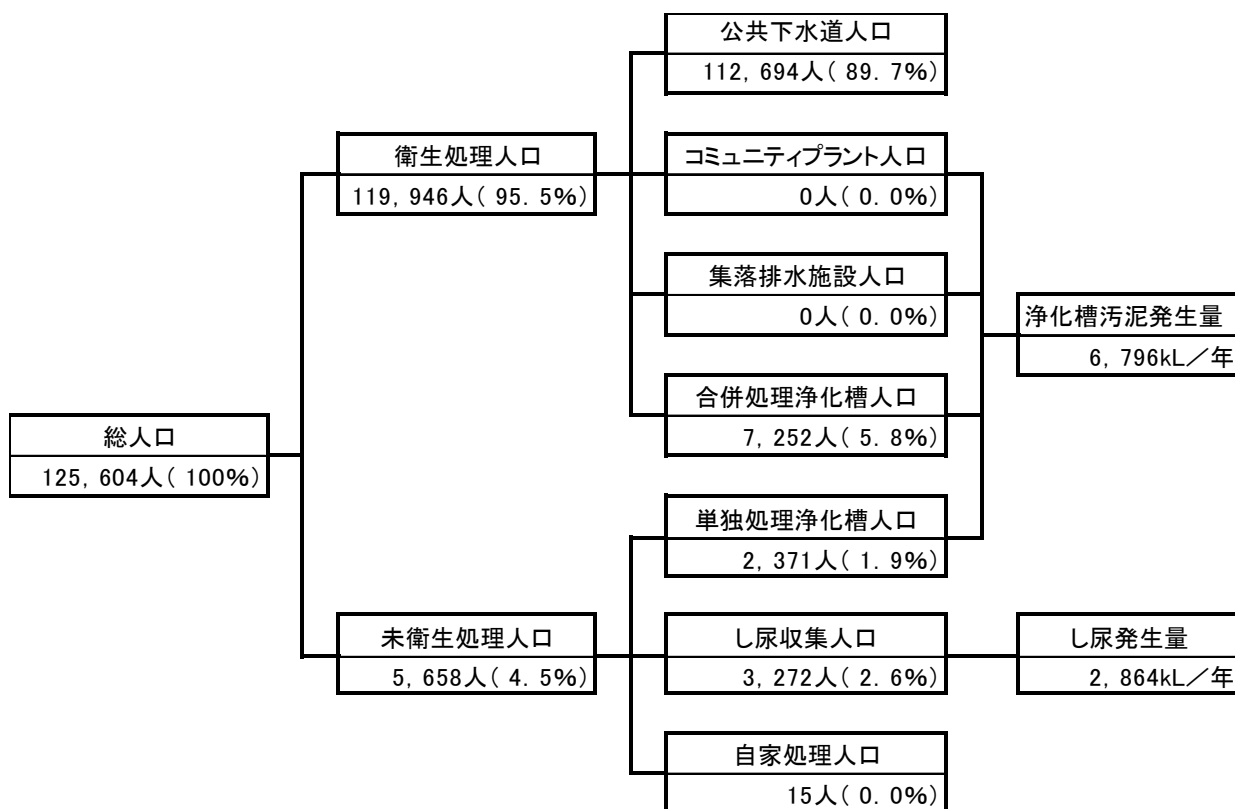 公共下水道人口
112,694人(89.7%)
衛生処理人口
119,946人(95.5%)
コミュニティプラント人口
0人(0.0%)
集落排水施設人口
0人(0.0%)
浄化槽汚泥発生量
6,796kL/年
合併処理浄化槽人口
7,252人(5.8%)
総人口
125,604人(100%)
単独処理浄化槽人口
2,371人(1.9%)
未衛生処理人口
5,658人(4.5%)
し尿収集人口
3,272人(2.6%)
し尿発生量
2,864kL/年
自家処理人口
15人(0.0%)